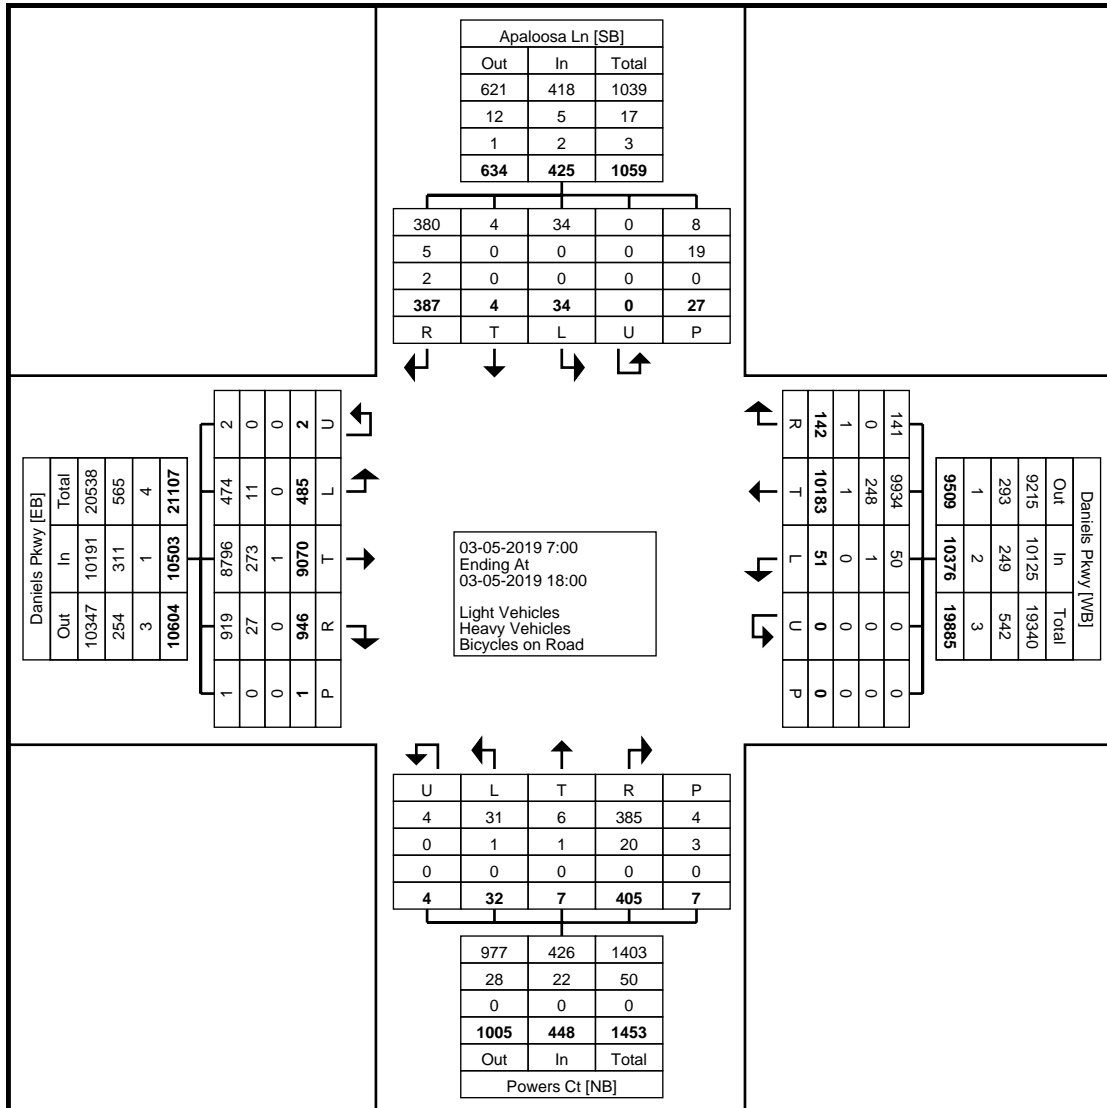 Apaloosa Ln [SB]
Out In Total
621 418 1039
12 5 17
1 2 3
634 425 1059
380 4 34 0 8
5 0 0 0 19
2 0 0 0 0
387 4 34 0 27
R T L U P
Daniels Pkwy [EB]
Total In Out
20538 10191 10347
565 311 254
4 1 3
21107 10503 10604
2 474 8796 919 1
0 11 273 27 0
0 0 1 0 0
2 485 9070 946 1
U L T R P
03-05-2019 7:00
Ending At
03-05-2019 18:00
Light Vehicles
Heavy Vehicles
Bicycles on Road
R T L U P
142 10183 51 0 0
1 1 0 0 0
0 248 1 0 0
141 9934 50 0 0
Daniels Pkwy [WB]
Out In Total
9215 10125 19340
293 249 542
1 2 3
9509 10376 19885
U L T R P
4 31 6 385 4
0 1 1 20 3
0 0 0 0 0
4 32 7 405 7
977 426 1403
28 22 50
0 0 0
1005 448 1453
Out In Total
Powers Ct [NB]